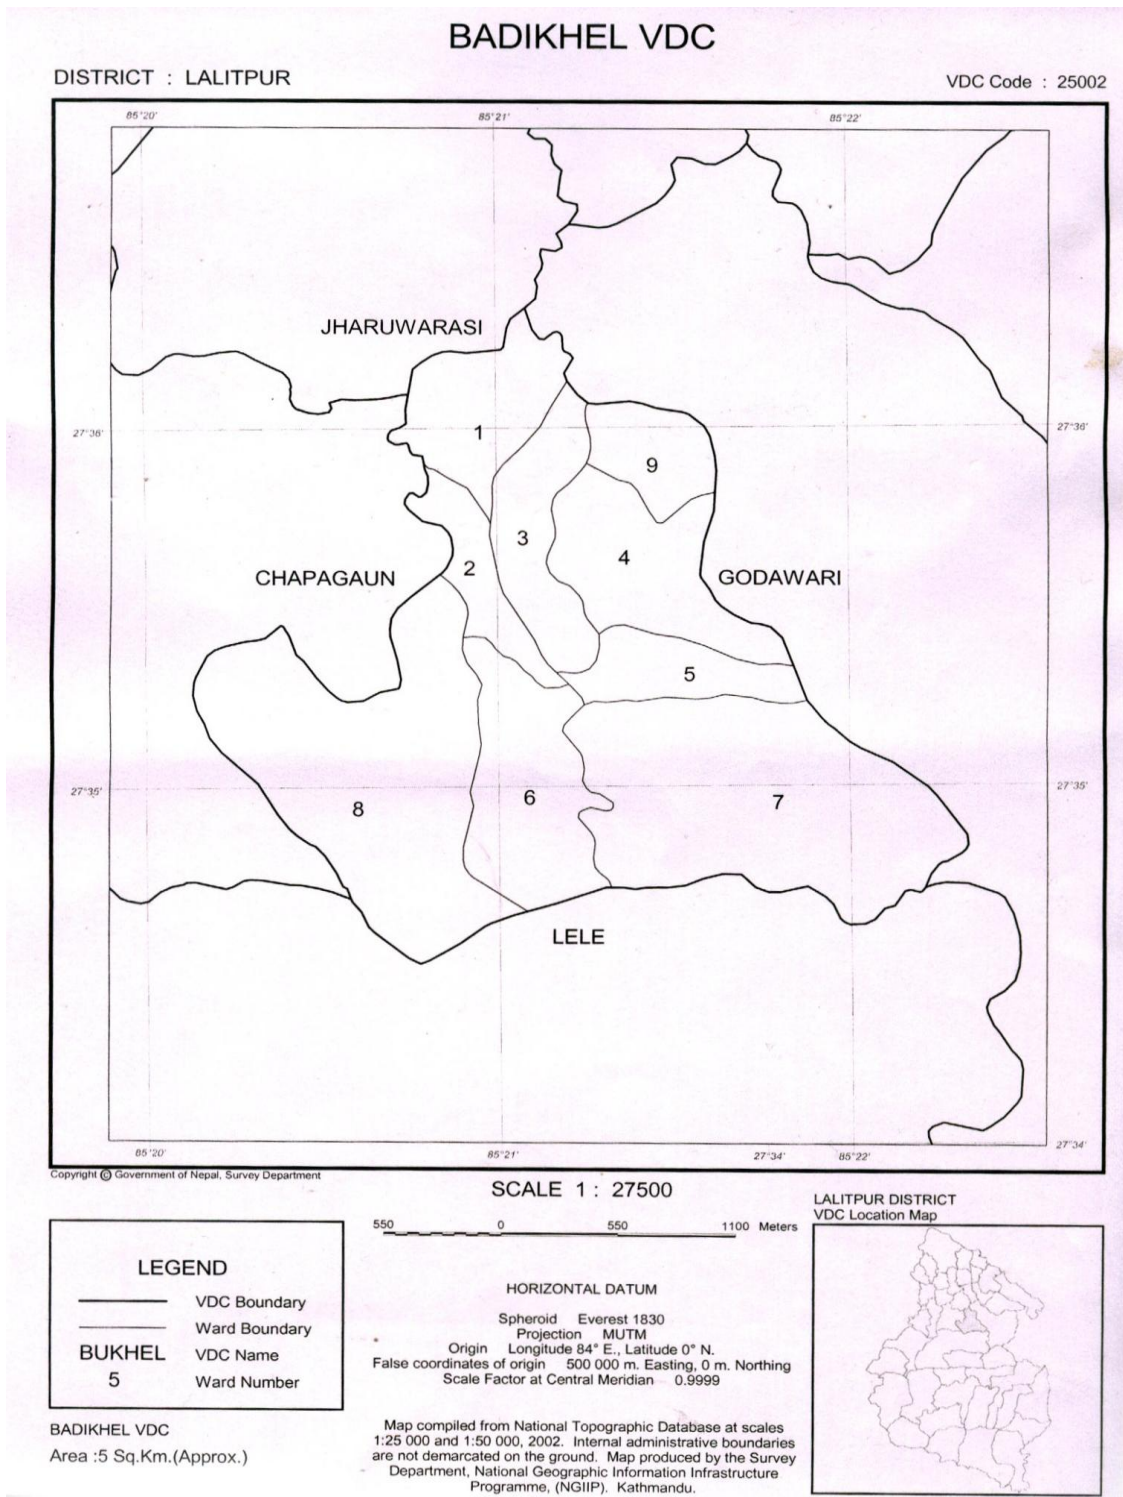 BADIKHEL VDC
DISTRICT : LALITPUR
VDC Code : 25002
85°20'
85°21'
85°22'
JHARUWARASI
27°36'
1
27°36'
9
3
4
2
CHAPAGAUN
GODAWARI
5
27°35'
27°35'
6
7
8
LELE
27°34'
85°20'
85°21'
27°34'
85°22'
Copyright © Government of Nepal, Survey Department
SCALE 1 : 27500
550 0 550 1100 Meters
LEGEND
VDC Boundary
Ward Boundary
BUKHEL VDC Name
5 Ward Number
BADIKHEL VDC
Area :5 Sq.Km.(Approx.)
HORIZONTAL DATUM
Spheroid Everest 1830
Projection MUTM
Origin Longitude 84° E., Latitude 0° N.
False coordinates of origin 500 000 m. Easting, 0 m. Northing
Scale Factor at Central Meridian 0.9999
Map compiled from National Topographic Database at scales
1:25 000 and 1:50 000, 2002. Internal administrative boundaries
are not demarcated on the ground. Map produced by the Survey
Department, National Geographic Information Infrastructure
Programme, (NGIIP). Kathmandu.
LALITPUR DISTRICT
VDC Location Map